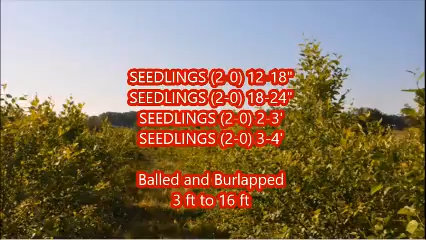 SEEDLINGS (2-0) 12-18"
SEEDLINGS (2-0) 18-24"
SEEDLINGS (2-0) 2-3'
SEEDLINGS (2-0) 3-4'
Balled and Burlapped
3 ft to 16 ft